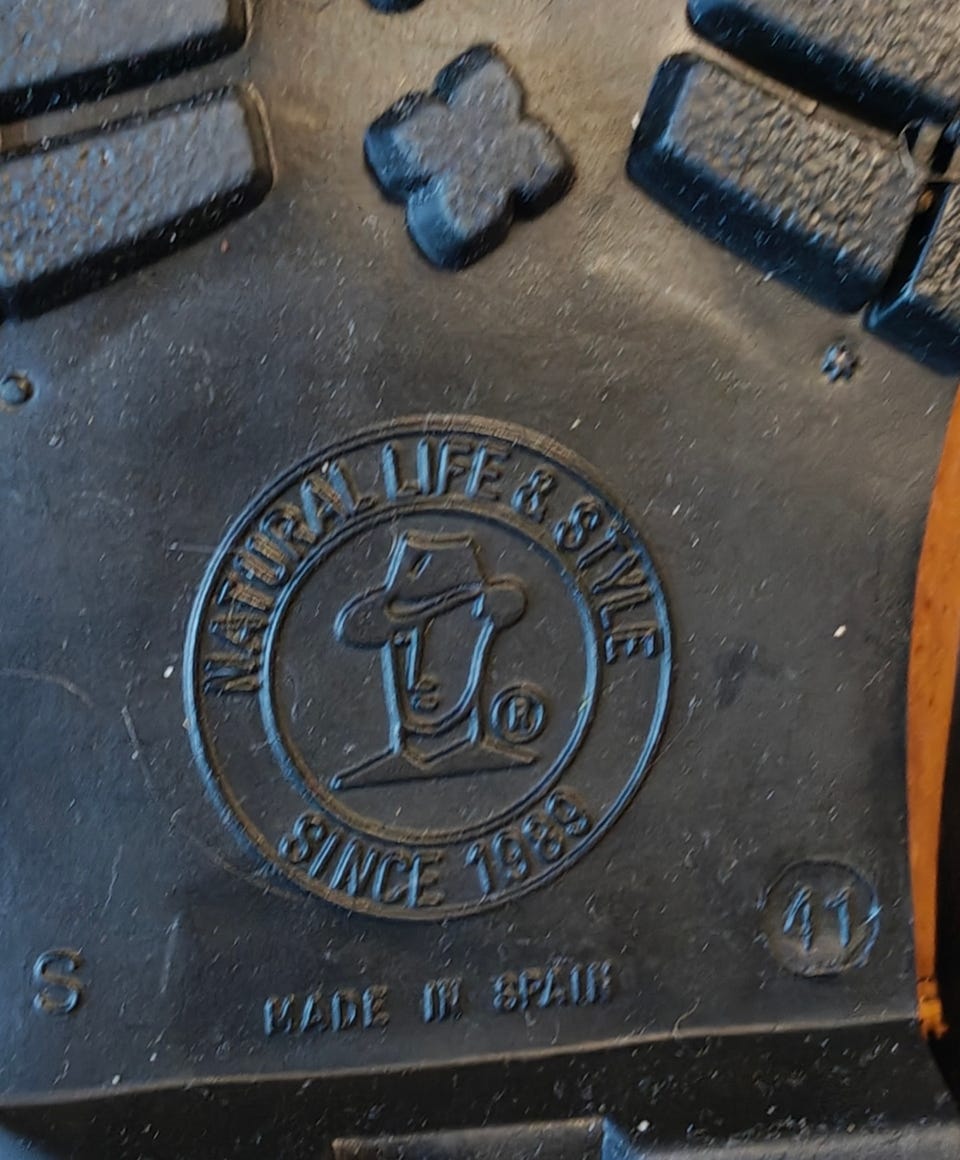 NATURAL LIFE & STYLE
®
SINCE 1989
41
S
MADE IN SPAIN